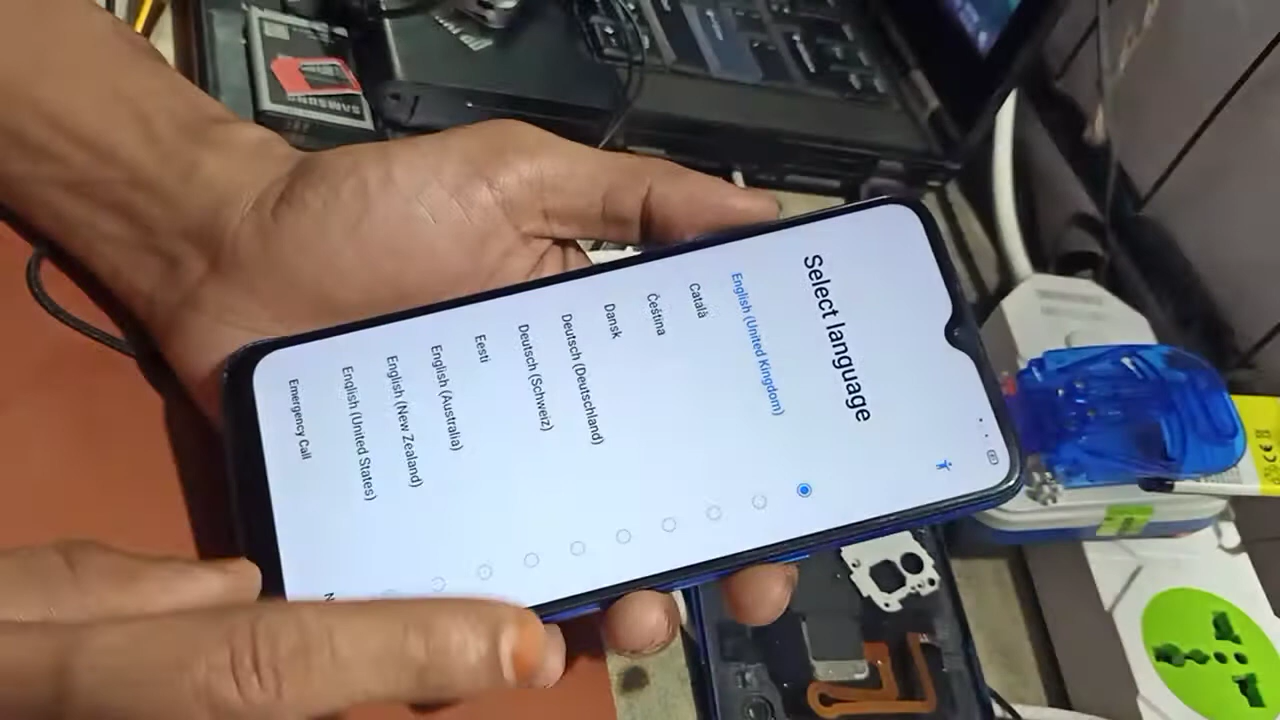 Select language
English (United Kingdom)
Català
Čeština
Dansk
Deutsch (Deutschland)
Deutsch (Schweiz)
Eesti
English (Australia)
English (New Zealand)
English (United States)
Emergency Call
N
SAMSUNG